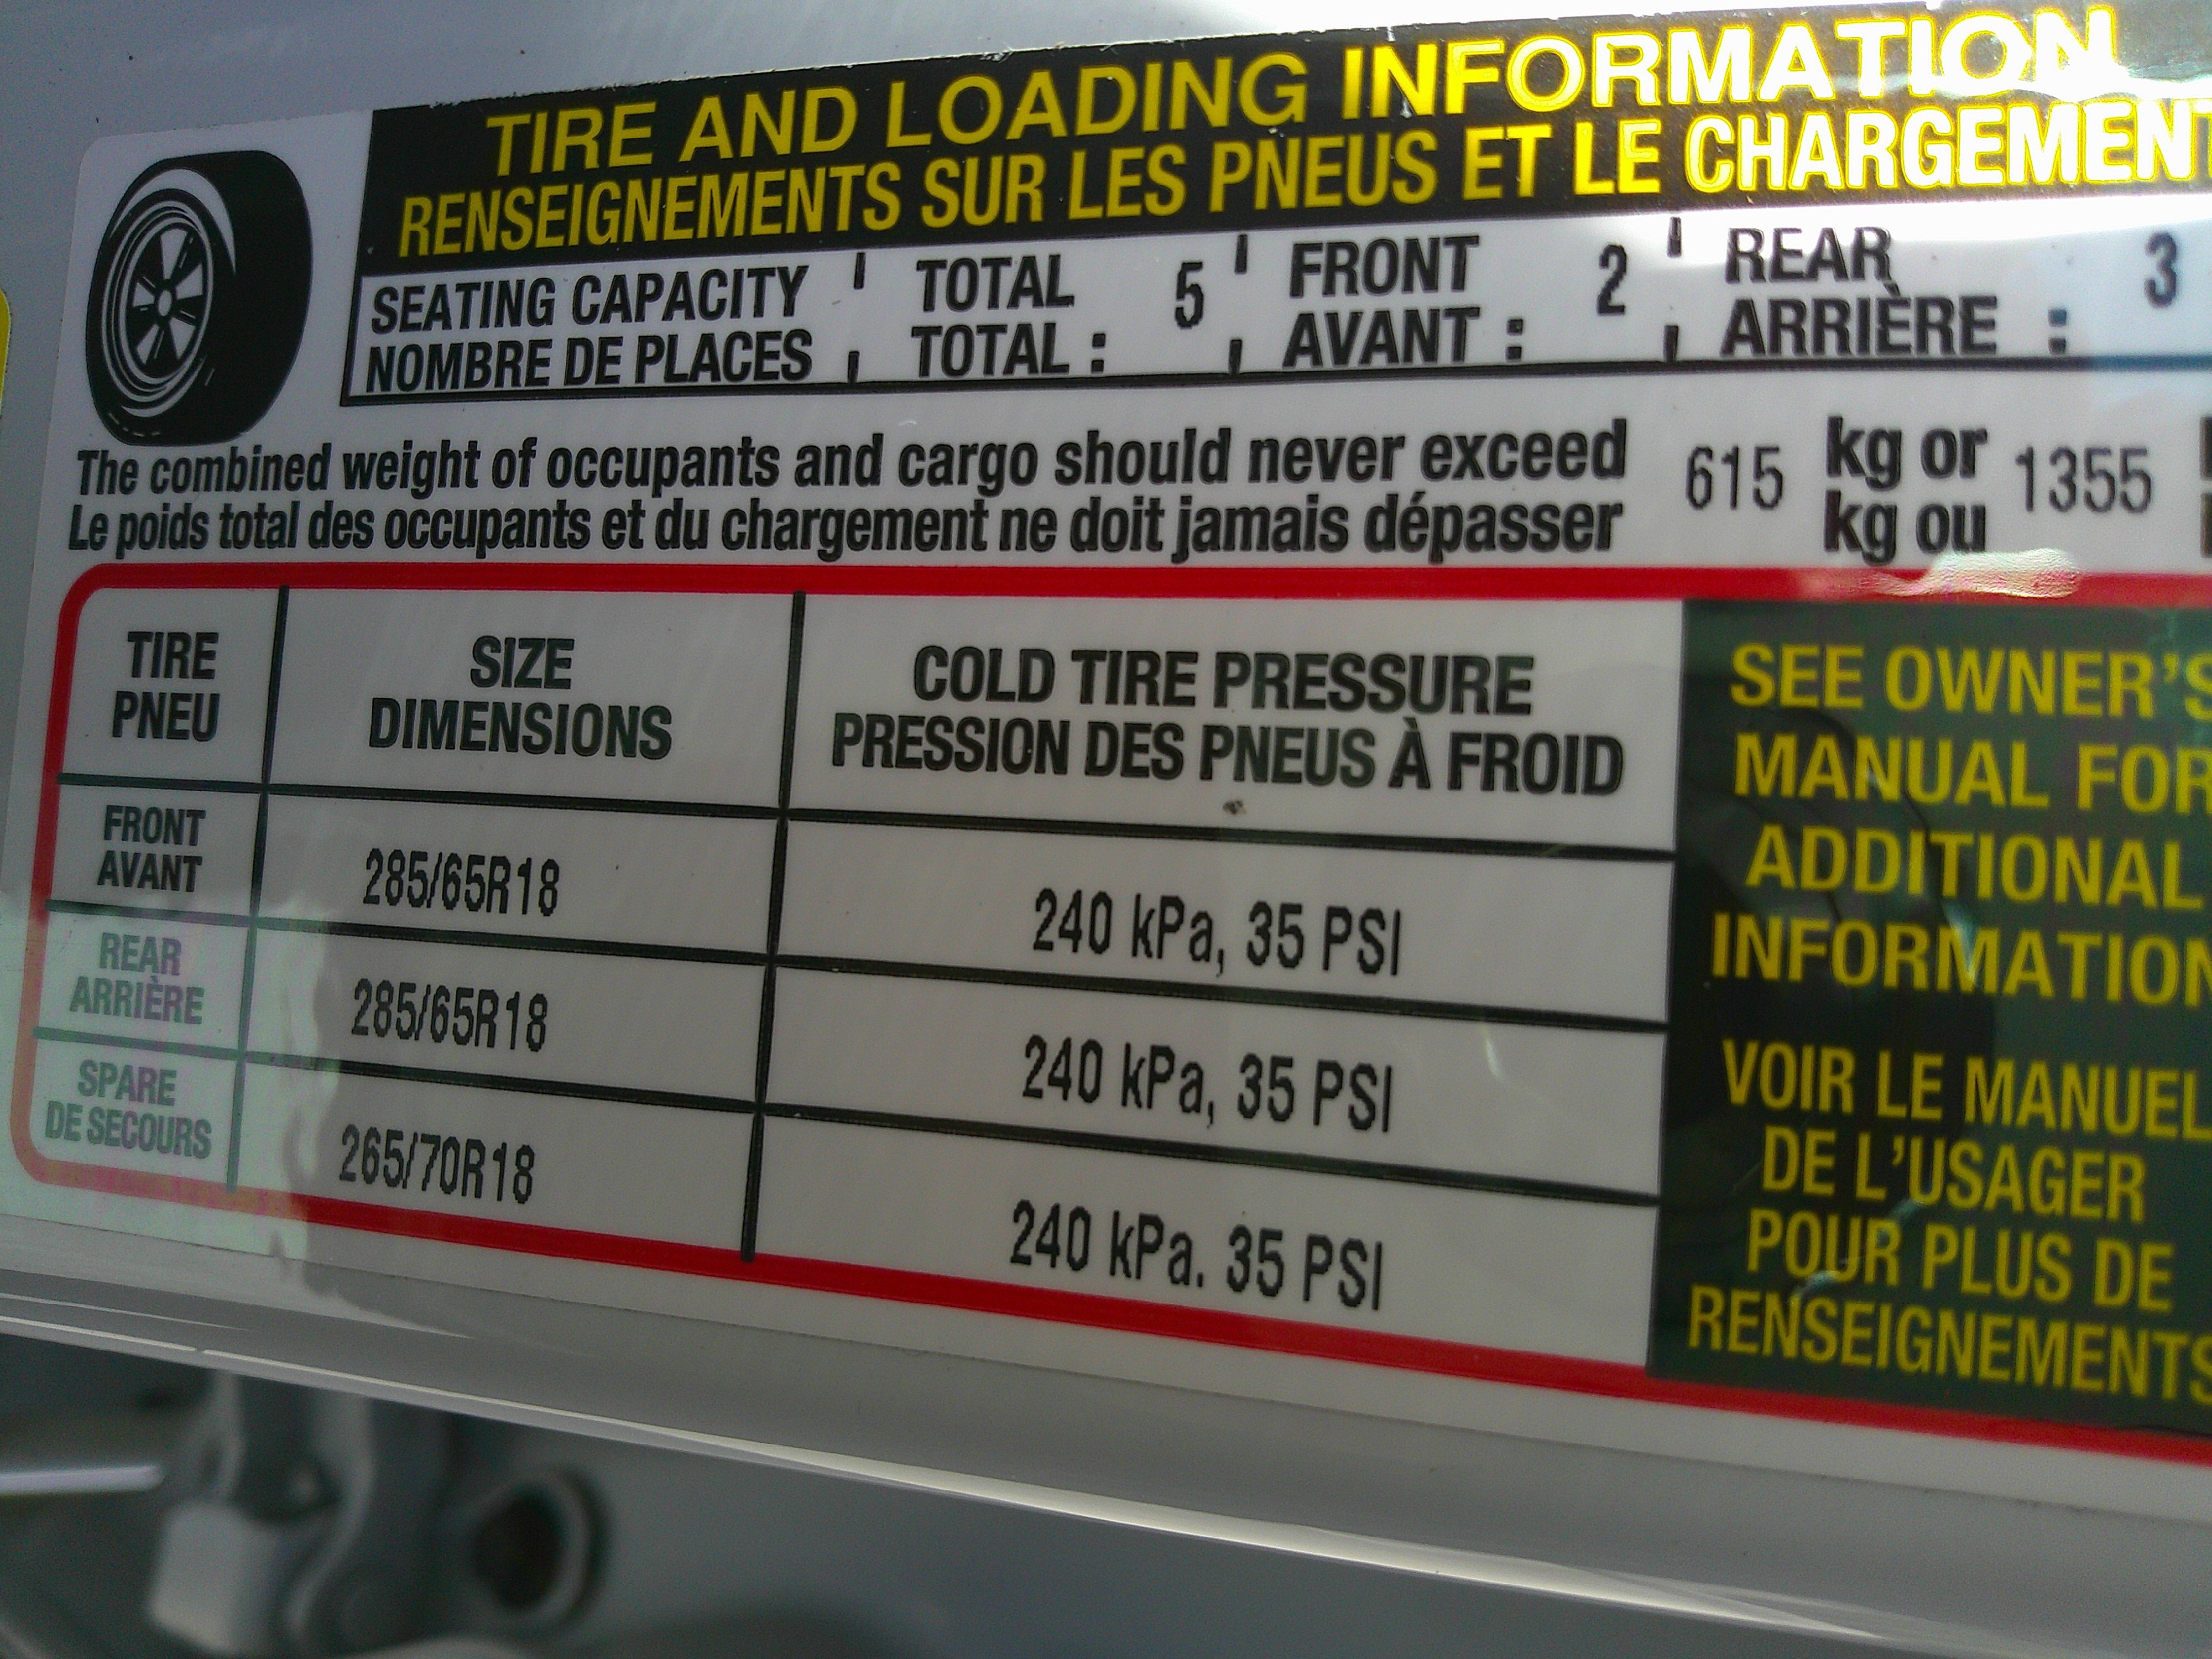 TIRE AND LOADING INFORMATION
RENSEIGNEMENTS SUR LES PNEUS ET LE CHARGEMENT
SEATING CAPACITY TOTAL 5 FRONT 2 REAR 3
NOMBRE DE PLACES TOTAL : AVANT : ARRIÈRE :
The combined weight of occupants and cargo should never exceed 615 kg or 1355
Le poids total des occupants et du chargement ne doit jamais dépasser kg ou
TIRE SIZE COLD TIRE PRESSURE
PNEU DIMENSIONS PRESSION DES PNEUS À FROID
FRONT
AVANT 285/65R18 240 kPa, 35 PSI
REAR
ARRIÈRE 285/65R18 240 kPa, 35 PSI
SPARE
DE SECOURS 265/70R18 240 kPa. 35 PSI
SEE OWNER'S
MANUAL FOR
ADDITIONAL
INFORMATION
VOIR LE MANUEL
DE L'USAGER
POUR PLUS DE
RENSEIGNEMENTS